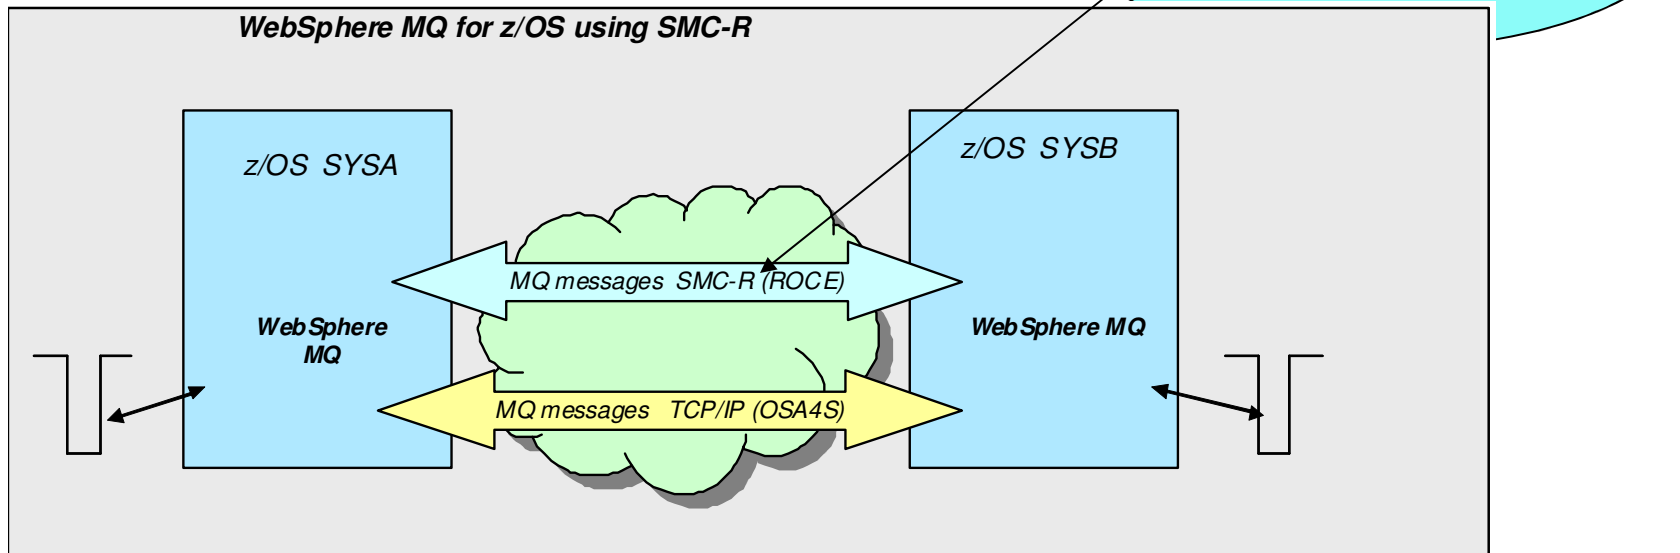 WebSphere MQ for z/OS using SMC-R
z/OS SYSA
z/OS SYSB
MQ messages SMC-R (ROCE)
WebSphere
MQ
WebSphere MQ
MQ messages TCP/IP (OSA4S)